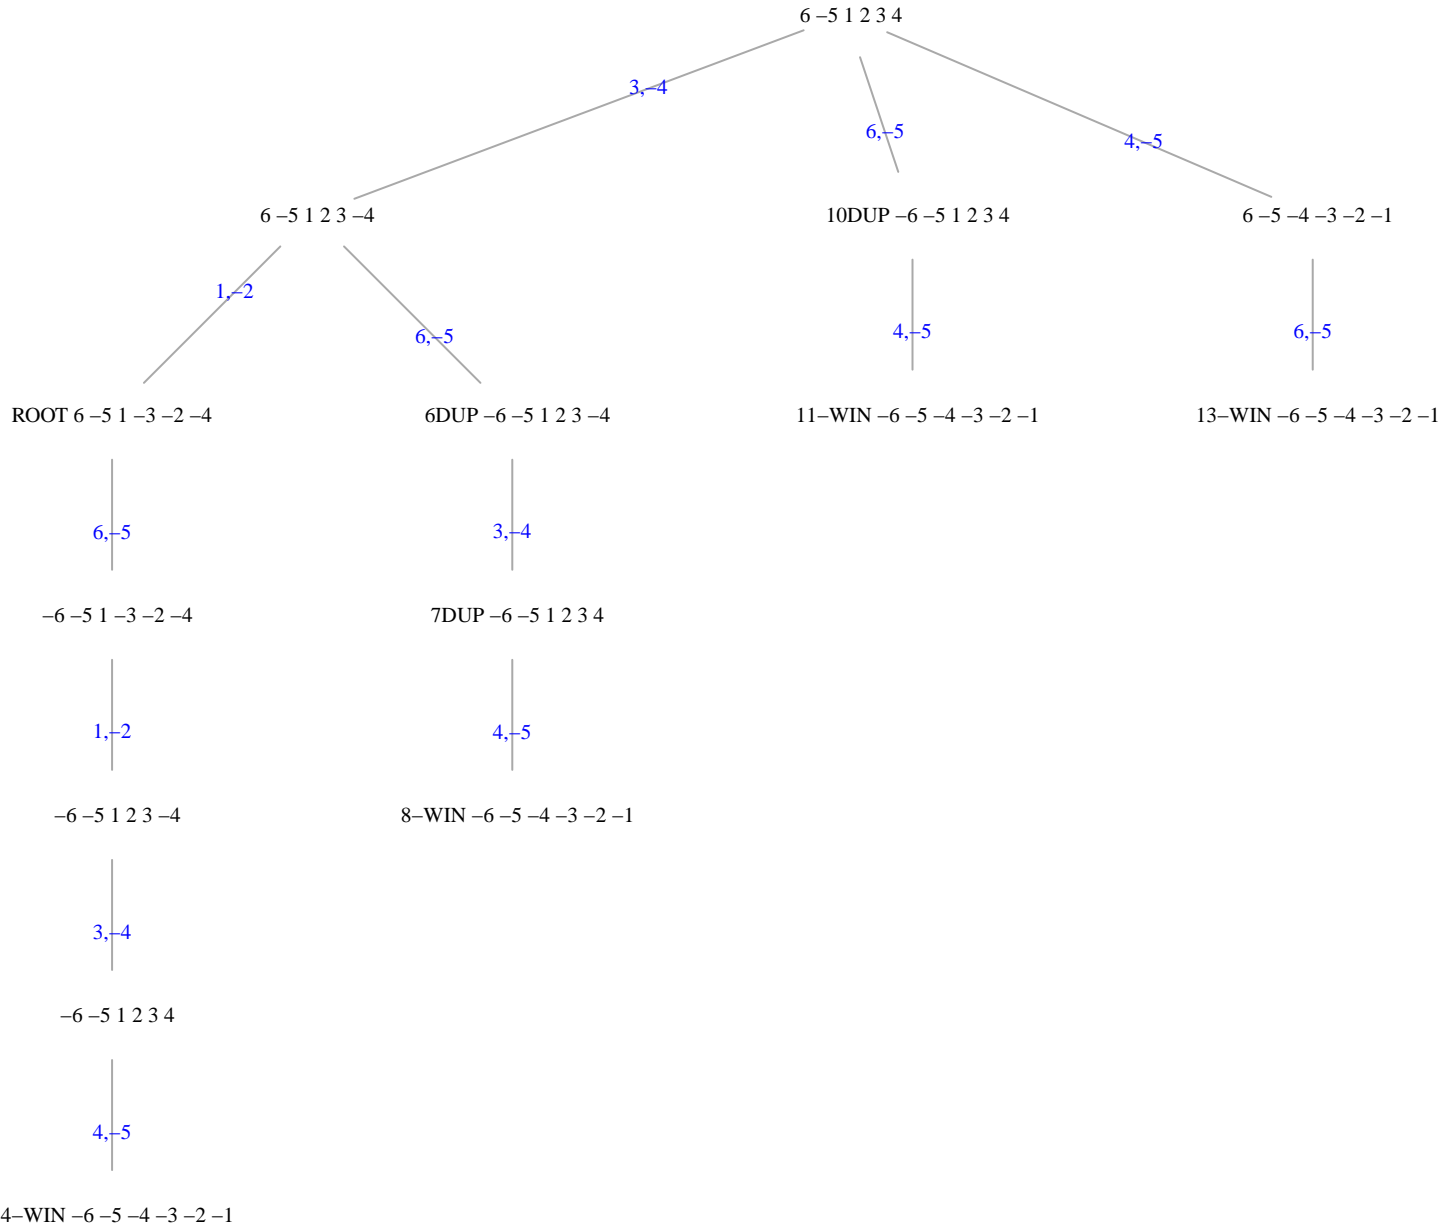 6 −5 1 2 3 4
3,−4
6,−5
4,−5
6 −5 1 2 3 −4
10DUP −6 −5 1 2 3 4
6 −5 −4 −3 −2 −1
1,−2
6,−5
4,−5
6,−5
ROOT 6 −5 1 −3 −2 −4
6DUP −6 −5 1 2 3 −4
11−WIN −6 −5 −4 −3 −2 −1
13−WIN −6 −5 −4 −3 −2 −1
6,−5
3,−4
−6 −5 1 −3 −2 −4
7DUP −6 −5 1 2 3 4
1,−2
4,−5
−6 −5 1 2 3 −4
8−WIN −6 −5 −4 −3 −2 −1
3,−4
−6 −5 1 2 3 4
4,−5
4−WIN −6 −5 −4 −3 −2 −1